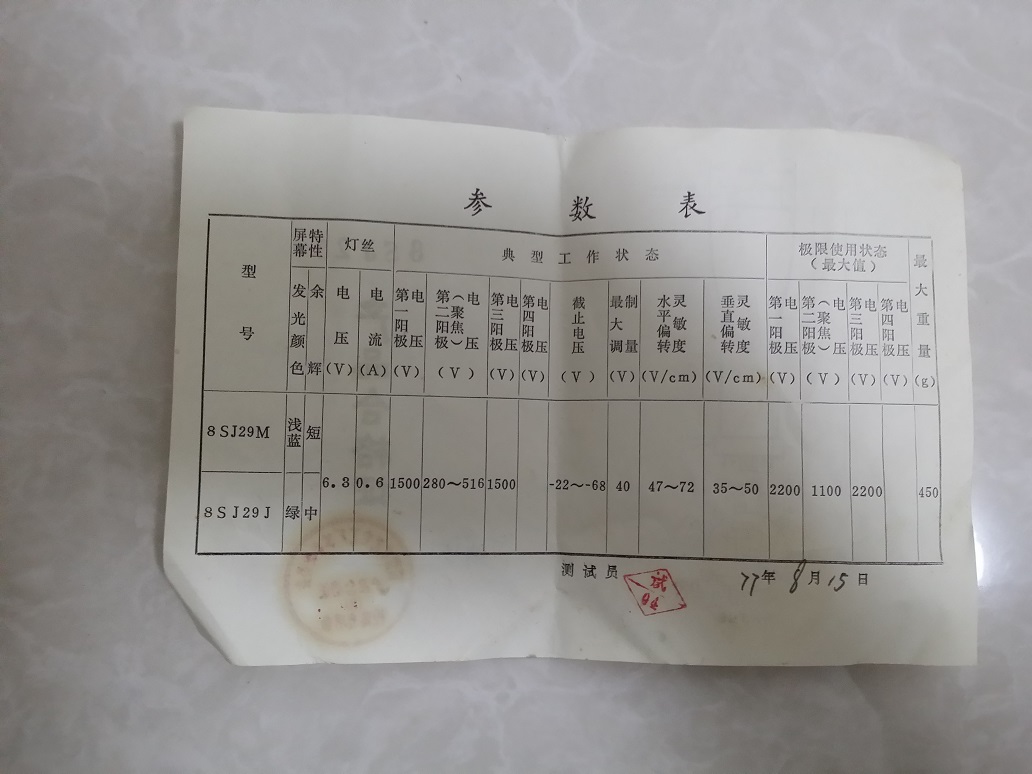 参数表
型号 屏幕特性 灯丝 典型工作状态 极限使用状态（最大值） 最大重量(g)
发光颜色 余辉 电压(V) 电流(A) 第一阳极电压(V) 第二阳极（聚焦）电压(V) 第三阳极电压(V) 第四阳极电压(V) 截止电压(V) 最大调制量(V) 水平偏转灵敏度(V/cm) 垂直偏转灵敏度(V/cm) 第一阳极电压(V) 第二阳极（聚焦）电压(V) 第三阳极电压(V) 第四阳极电压(V)
8SJ29M 浅蓝 短
6.3 0.6 1500 280～516 1500 -22～-68 40 47～72 35～50 2200 1100 2200 450
8SJ29J 绿 中
测试员 试 77年8月15日